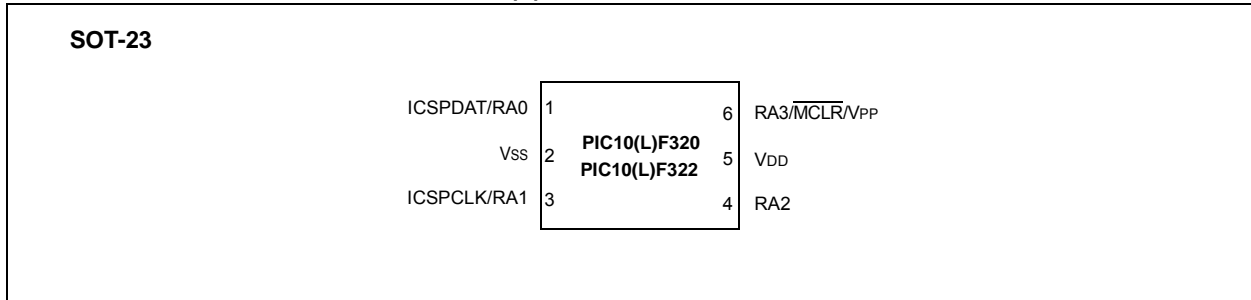 SOT-23
ICSPDAT/RA0 1 6 RA3/MCLR/VPP
PIC10(L)F320
VSS 2 5 VDD
PIC10(L)F322
ICSPCLK/RA1 3 4 RA2